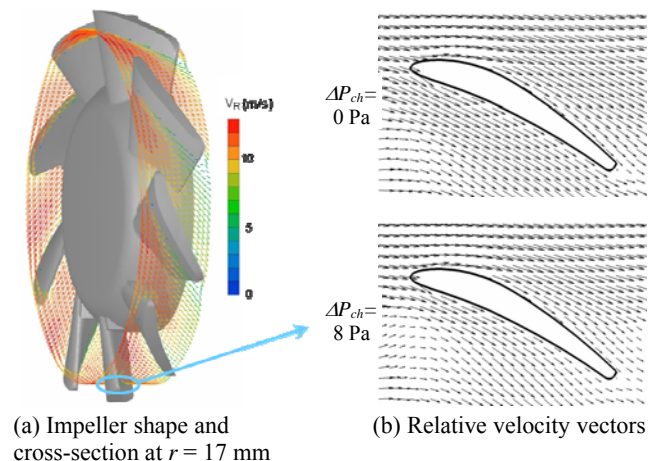 V_R [m/s]
10
5
0
ΔP_ch=
0 Pa
ΔP_ch=
8 Pa
(a) Impeller shape and
cross-section at r = 17 mm
(b) Relative velocity vectors